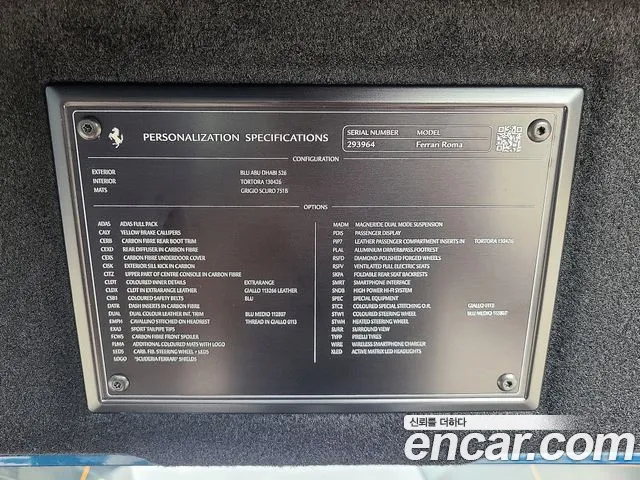 PERSONALIZATION SPECIFICATIONS
SERIAL NUMBER MODEL
293964 Ferrari Roma
CONFIGURATION
EXTERIOR BLU ABU DHABI 526
INTERIOR TORTORA 130426
MATS GRIGIO SCURO 7518
OPTIONS
ADAS ADAS FULL PACK
CALY YELLOW BRAKE CALLIPERS
CERB CARBON FIBRE REAR BOOT TRIM
CEXD REAR DIFFUSER IN CARBON FIBRE
CEXS CARBON FIBRE UNDERDOOR COVER
CISK EXTERIOR SILL KICK IN CARBON
CITZ UPPER PART OF CENTRE CONSOLE IN CARBON FIBRE
CLDT COLOURED INNER DETAILS EXTRARANGE
CLEX LDT IN EXTRARANGE LEATHER GIALLO 113266 LEATHER
CSB3 COLOURED SAFETY BELTS BLU
DATR DASH INSERTS IN CARBON FIBRE
DUAL DUAL COLOUR LEATHER INT. TRIM BLU MEDIO 112807
EMPH CAVALLINO STITCHED ON HEADREST THREAD IN GIALLO 0113
EXA3 SPORT TAILPIPE TIPS
FCWS CARBON FIBRE FRONT SPOILER
FLMA ADDITIONAL COLOURED MATS WITH LOGO
LEDS CARB. FIB. STEERING WHEEL + LEDS
LOGO "SCUDERIA FERRARI" SHIELDS
MADM MAGNERIDE DUAL MODE SUSPENSION
PDIS PASSENGER DISPLAY
PIP7 LEATHER PASSENGER COMPARTMENT INSERTS IN TORTORA 130426
PLAL ALUMINIUM DRIVER&PASS.FOOTREST
RSFD DIAMOND-POLISHED FORGED WHEELS
RSPV VENTILATED FULL ELECTRIC SEATS
SKPA FOLDABLE REAR SEAT BACKRESTS
SMRT SMARTPHONE INTERFACE
SND8 HIGH POWER HI-FI SYSTEM
SPEC SPECIAL EQUIPMENT
STC2 COLOURED SPECIAL STITCHING O.R. GIALLO 0113
STW1 COLOURED STEERING WHEEL BLU MEDIO 112807
STWH HEATED STEERING WHEEL
SURR SURROUND VIEW
TYPP PIRELLI TYRES
WIRE WIRELESS SMARTPHONE CHARGER
XLED ACTIVE MATRIX LED HEADLIGHTS
신뢰를 더하다
encar.com